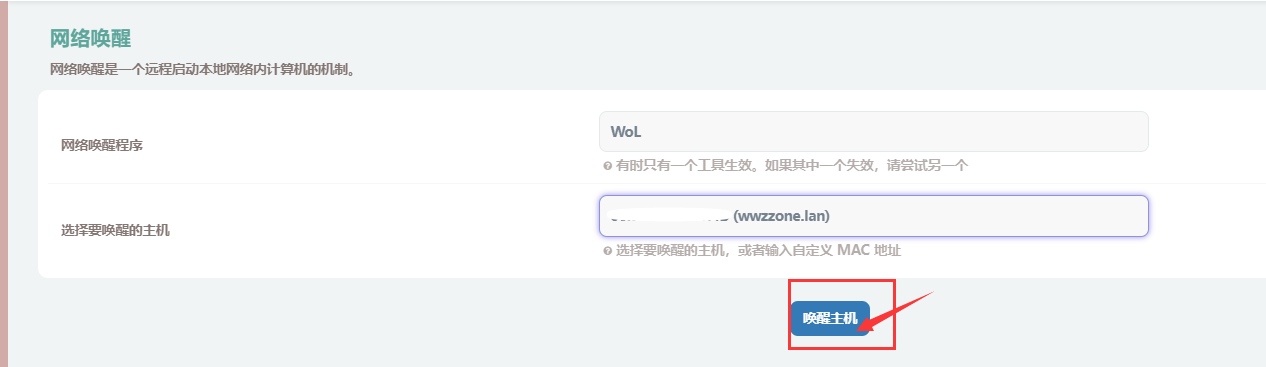 网络唤醒
网络唤醒是一个远程启动本地网络内计算机的机制。
网络唤醒程序
WoL
有时只有一个工具生效。如果其中一个失效，请尝试另一个
选择要唤醒的主机
(wwzzone.lan)
选择要唤醒的主机，或者输入自定义 MAC 地址
唤醒主机